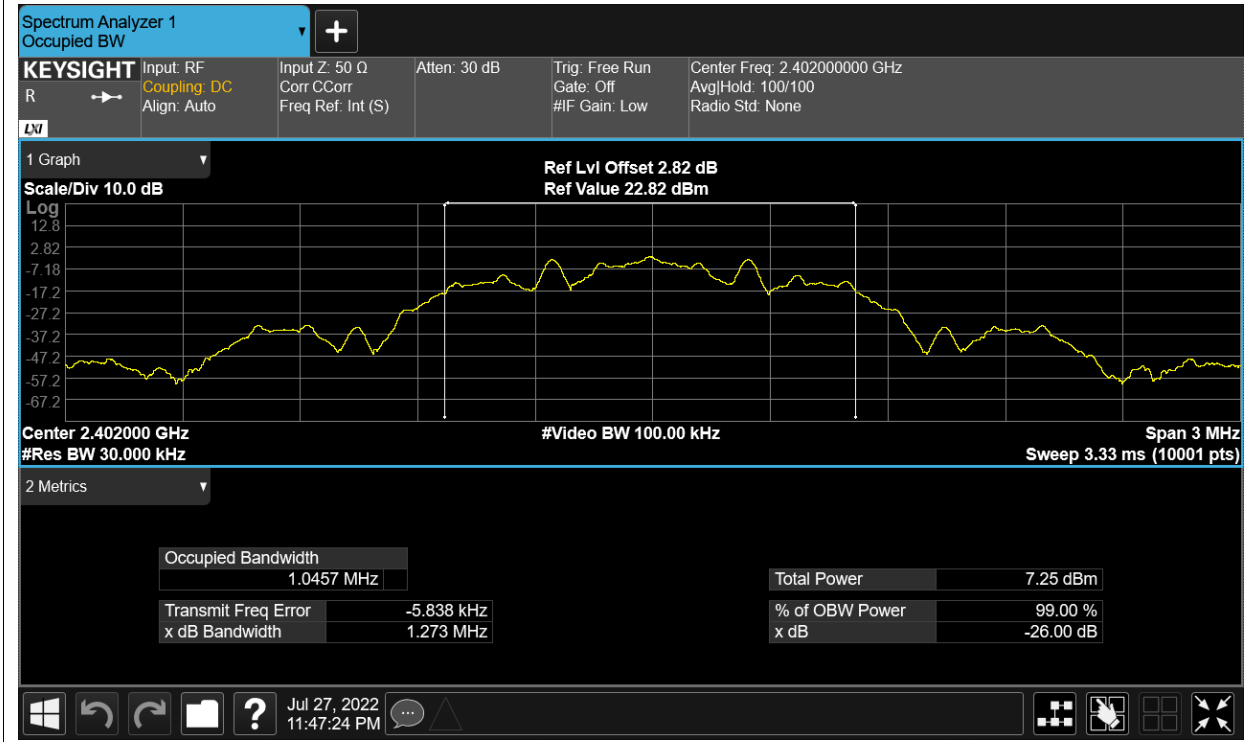 Spectrum Analyzer 1
Occupied BW
KEYSIGHT Input: RF Input Z: 50 Ω Atten: 30 dB Trig: Free Run Center Freq: 2.402000000 GHz
R Coupling: DC Corr CCorr Gate: Off Avg|Hold: 100/100
Align: Auto Freq Ref: Int (S) #IF Gain: Low Radio Std: None
LXI
1 Graph
Ref Lvl Offset 2.82 dB
Scale/Div 10.0 dB Ref Value 22.82 dBm
Log
12.8
2.82
-7.18
-17.2
-27.2
-37.2
-47.2
-57.2
-67.2
Center 2.402000 GHz #Video BW 100.00 kHz Span 3 MHz
#Res BW 30.000 kHz Sweep 3.33 ms (10001 pts)
2 Metrics
Occupied Bandwidth
1.0457 MHz Total Power 7.25 dBm
Transmit Freq Error -5.838 kHz % of OBW Power 99.00 %
x dB Bandwidth 1.273 MHz x dB -26.00 dB
Jul 27, 2022
11:47:24 PM